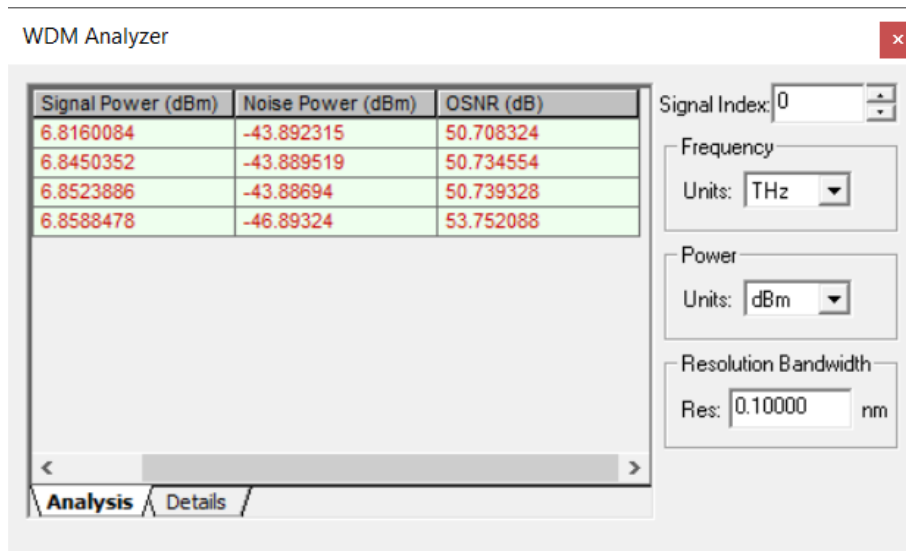 WDM Analyzer
x
Signal Power (dBm) Noise Power (dBm) OSNR (dB)
6.8160084 -43.892315 50.708324
6.8450352 -43.889519 50.734554
6.8523886 -43.88694 50.739328
6.8588478 -46.89324 53.752088
Analysis Details
Signal Index: 0
Frequency
Units: THz
Power
Units: dBm
Resolution Bandwidth
Res: 0.10000 nm